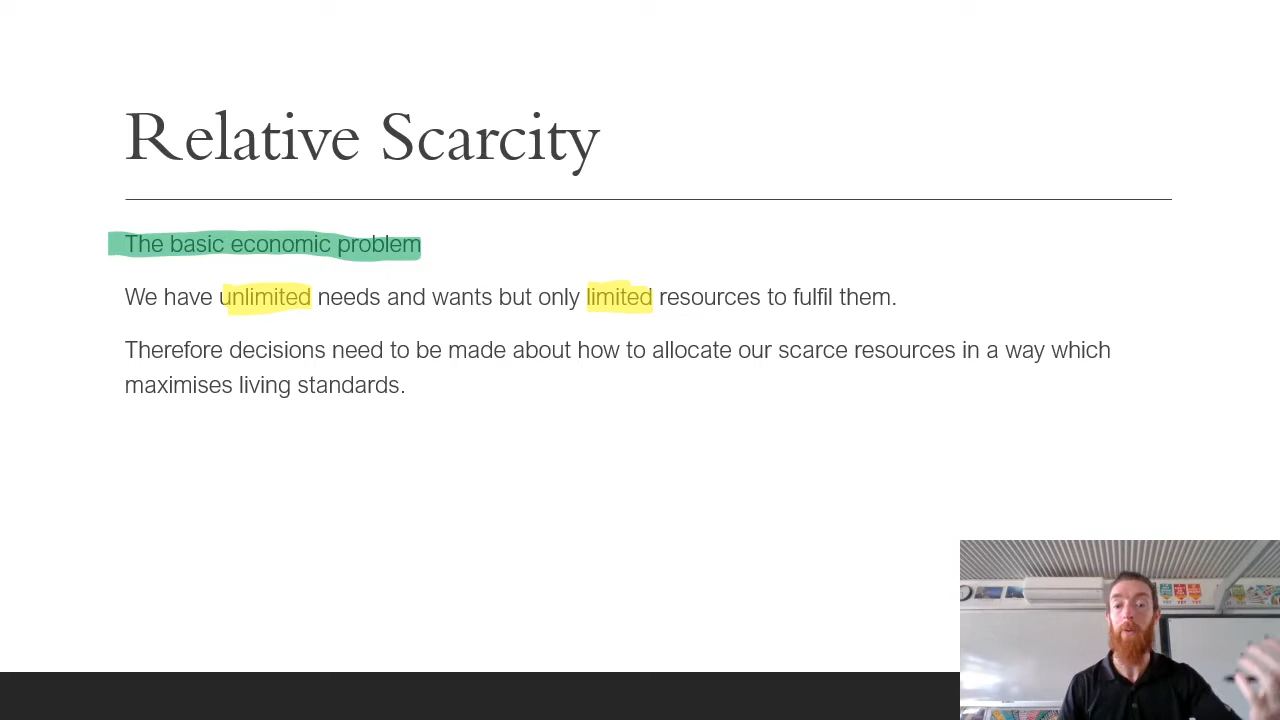 Relative Scarcity
The basic economic problem
We have unlimited needs and wants but only limited resources to fulfil them.
Therefore decisions need to be made about how to allocate our scarce resources in a way which
maximises living standards.